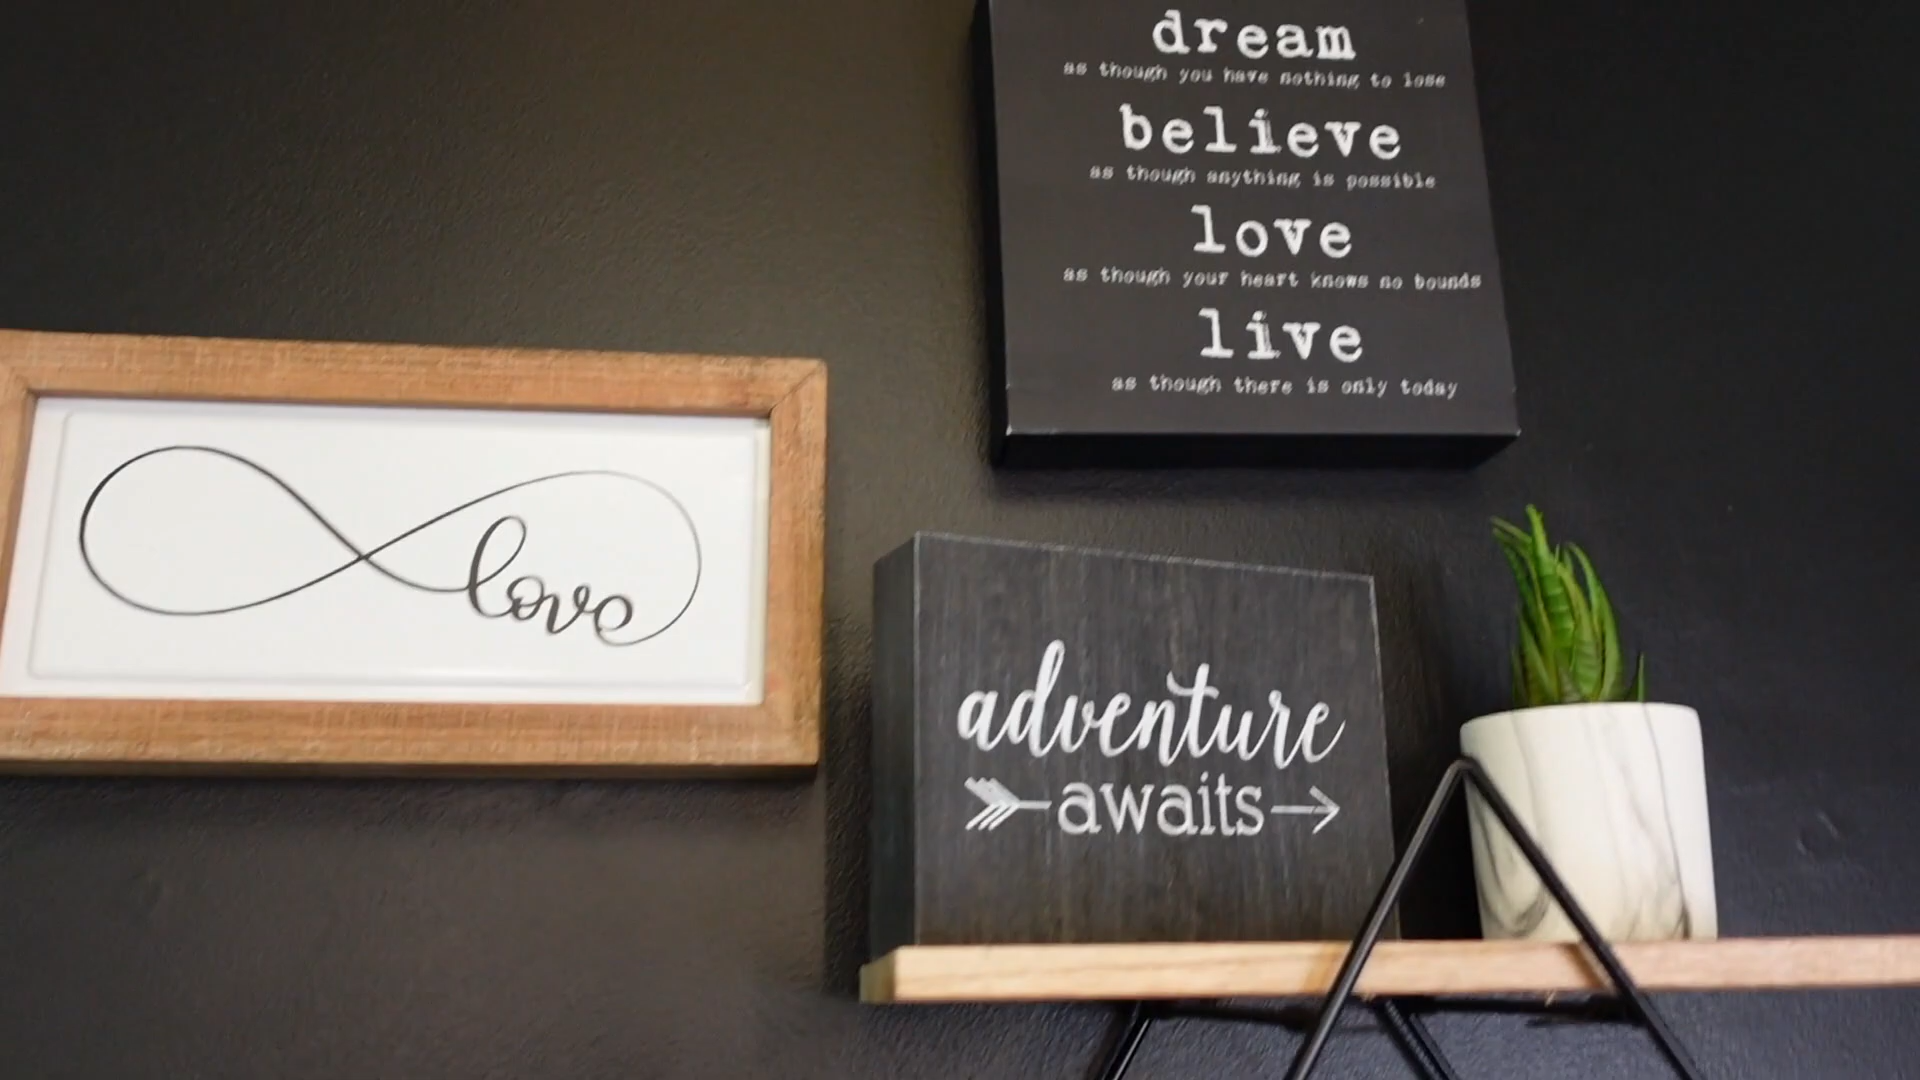 dream
as though you have nothing to lose
believe
as though anything is possible
love
as though your heart knows no bounds
live
as though there is only today
love
adventure
awaits